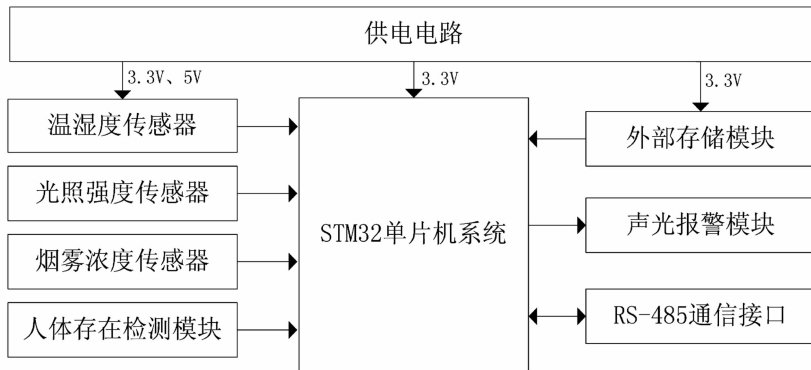 供电电路
3.3V、5V
3.3V
3.3V
温湿度传感器
外部存储模块
光照强度传感器
STM32单片机系统
声光报警模块
烟雾浓度传感器
人体存在检测模块
RS-485通信接口